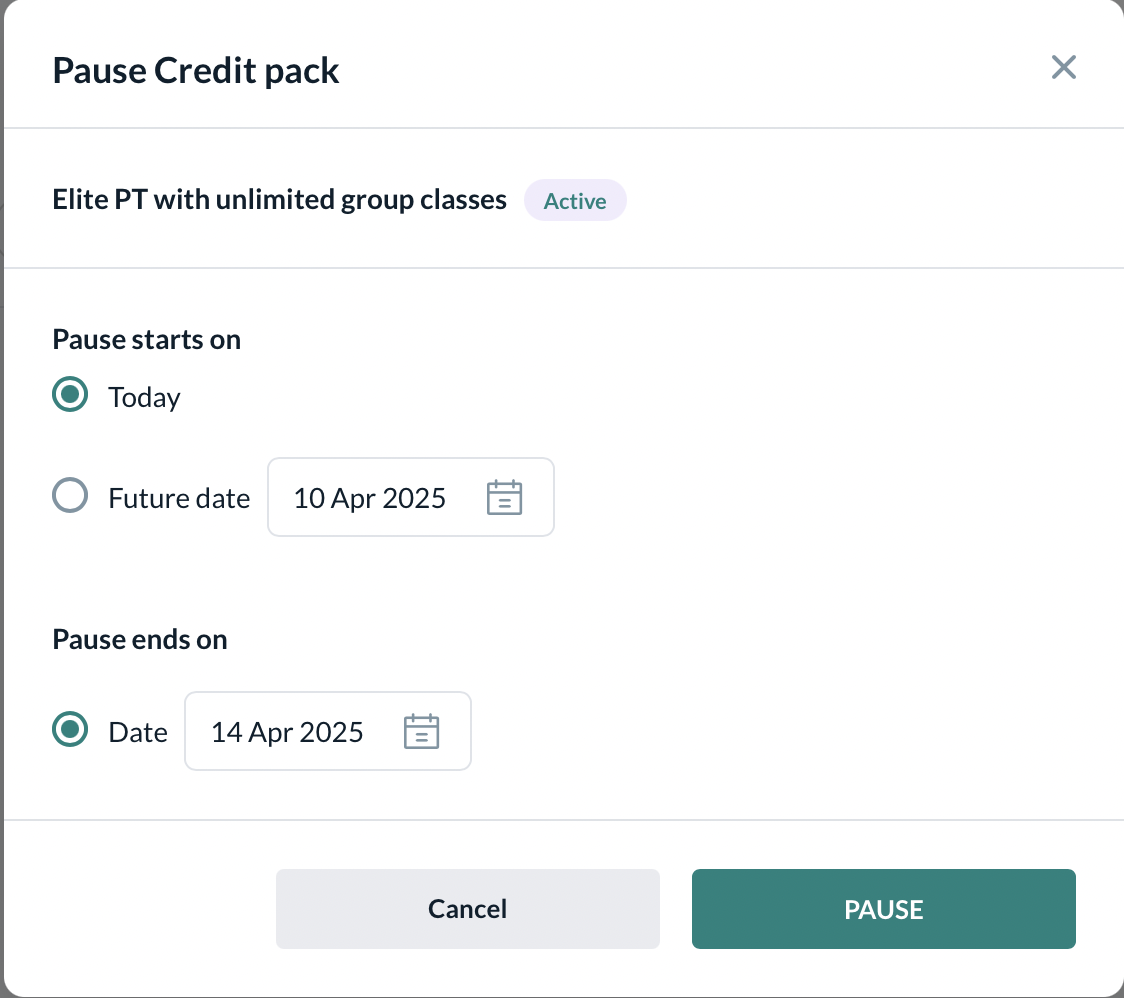 Pause Credit pack
Elite PT with unlimited group classes Active
Pause starts on
Today
Future date 10 Apr 2025
Pause ends on
Date 14 Apr 2025
Cancel PAUSE